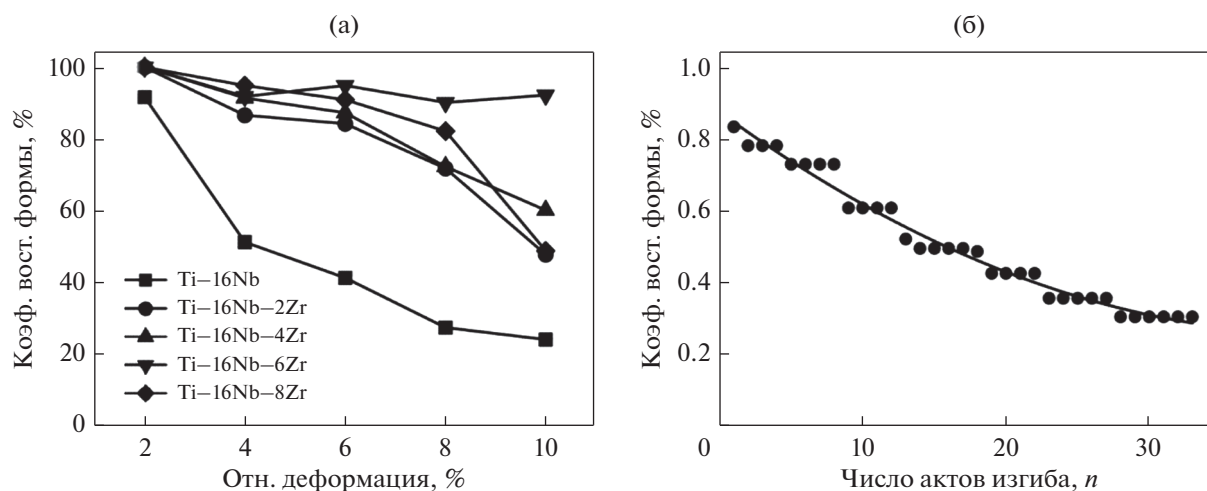 (а)
Коэф. вост. формы, %
100
80
60
40
20
0
Ti–16Nb
Ti–16Nb–2Zr
Ti–16Nb–4Zr
Ti–16Nb–6Zr
Ti–16Nb–8Zr
2 4 6 8 10
Отн. деформация, %
(б)
Коэф. вост. формы, %
1.0
0.8
0.6
0.4
0.2
0 10 20 30
Число актов изгиба, n